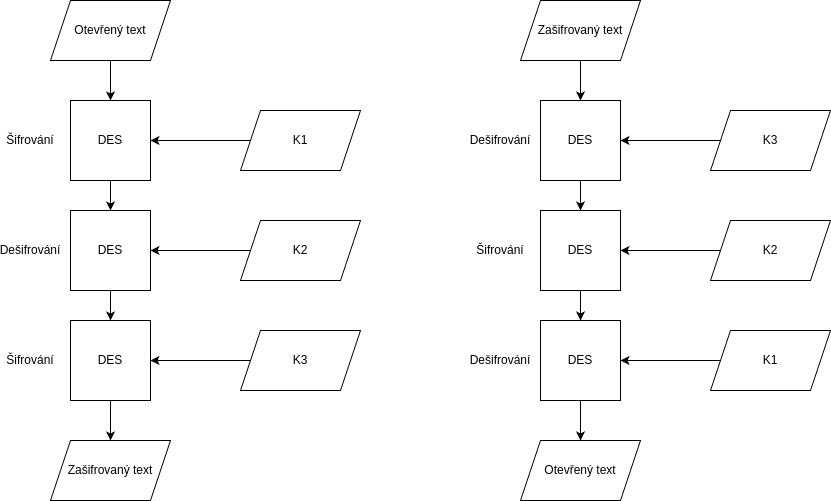 Otevřený text
Šifrování
DES
K1
Dešifrování
DES
K2
Šifrování
DES
K3
Zašifrovaný text
Zašifrovaný text
Dešifrování
DES
K3
Šifrování
DES
K2
Dešifrování
DES
K1
Otevřený text